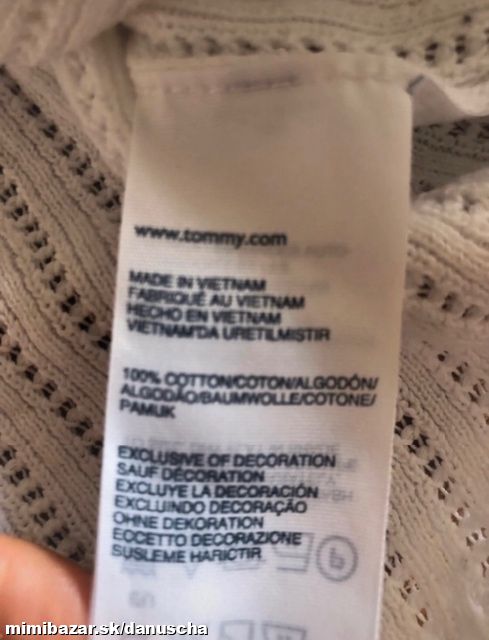 www.tommy.com
MADE IN VIETNAM
FABRIQUÉ AU VIETNAM
HECHO EN VIETNAM
VIETNAM'DA URETILMISTIR
100% COTTON/COTON/ALGODÓN/
ALGODÃO/BAUMWOLLE/COTONE/
PAMUK
EXCLUSIVE OF DECORATION
SAUF DÉCORATION
EXCLUYE LA DECORACIÓN
EXCLUINDO DECORAÇÃO
OHNE DEKORATION
ECCETTO DECORAZIONE
SUSLEME HARICTIR
mimibazar.sk/danuscha